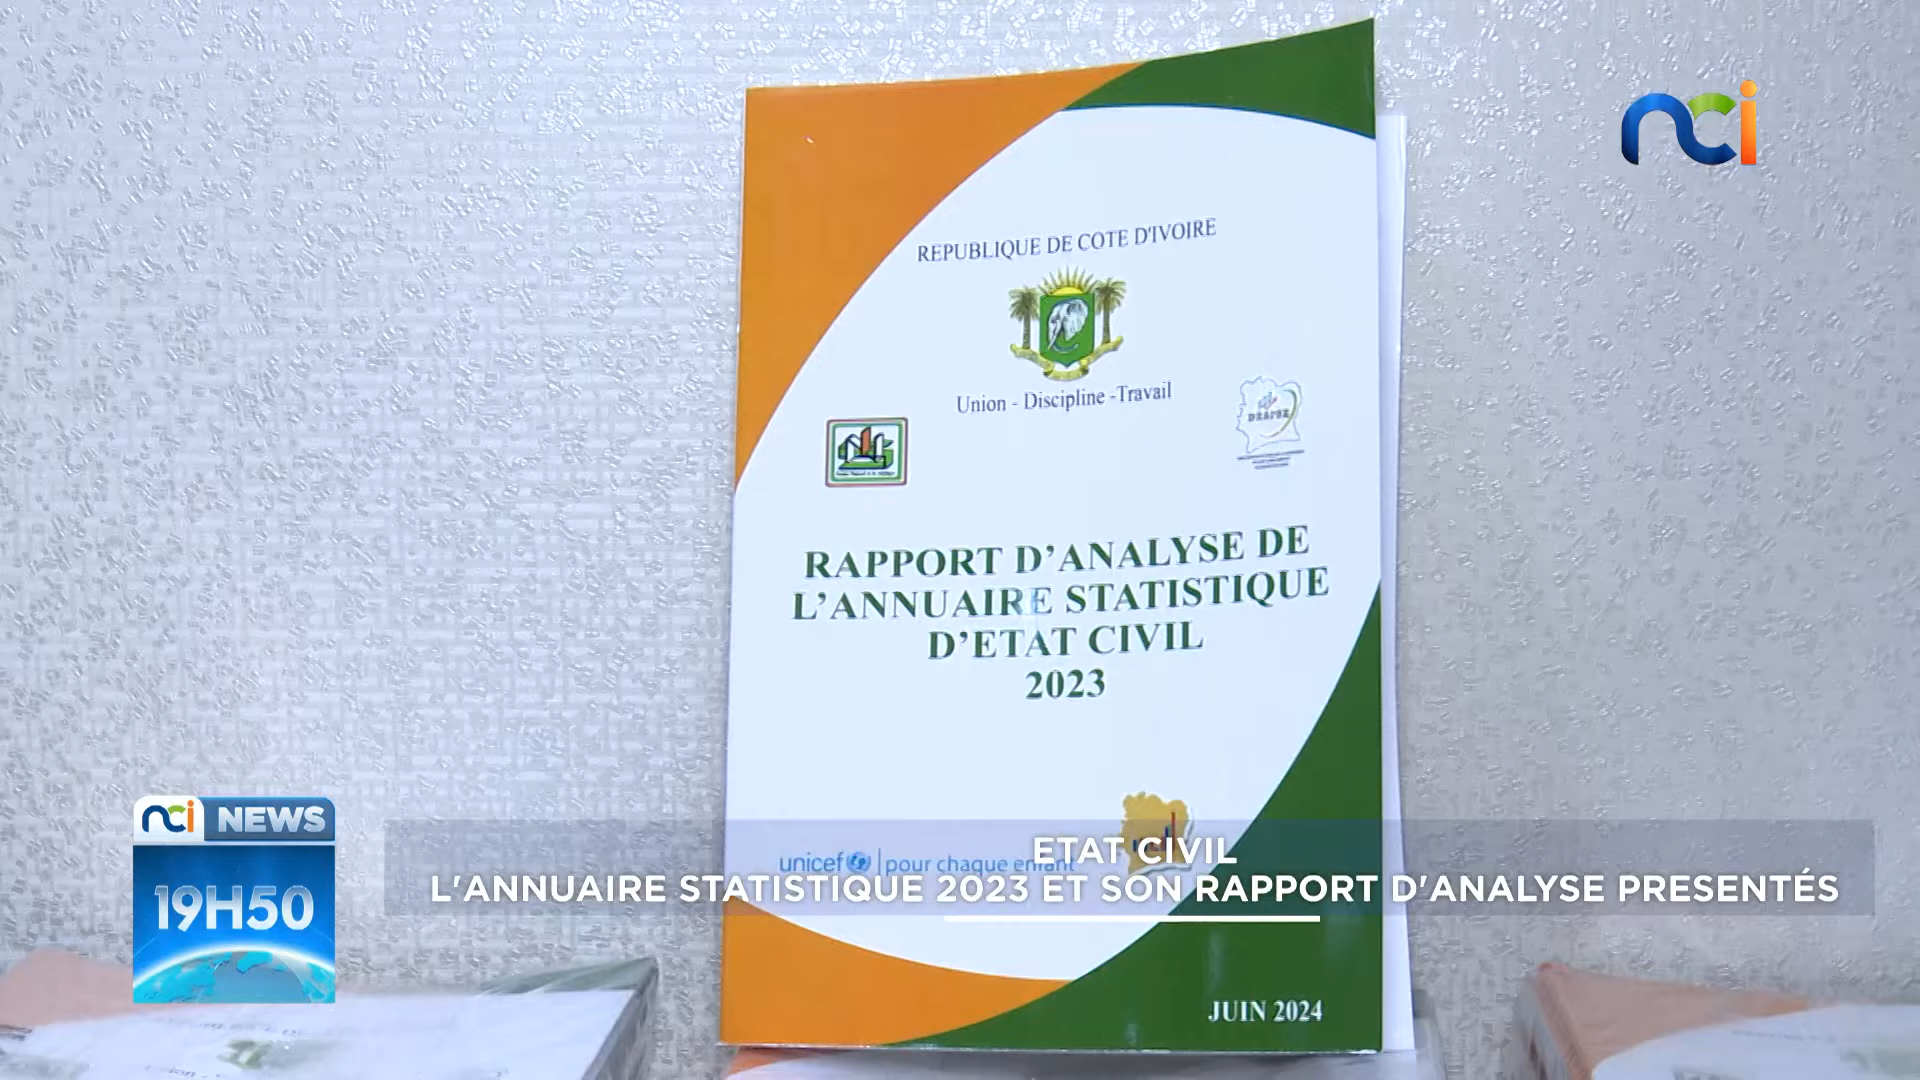 nci
REPUBLIQUE DE COTE D'IVOIRE
Union - Discipline -Travail
RAPPORT D'ANALYSE DE
L'ANNUAIRE STATISTIQUE
D'ETAT CIVIL
2023
unicef pour chaque enfant
JUIN 2024
nci NEWS
19H50
ETAT CIVIL
L'ANNUAIRE STATISTIQUE 2023 ET SON RAPPORT D'ANALYSE PRESENTÉS